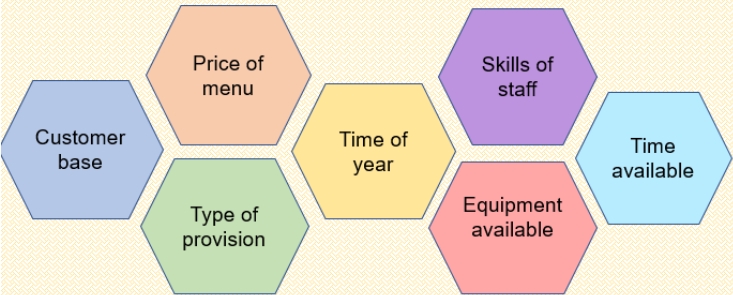 Customer
base
Price of
menu
Type of
provision
Time of
year
Skills of
staff
Equipment
available
Time
available